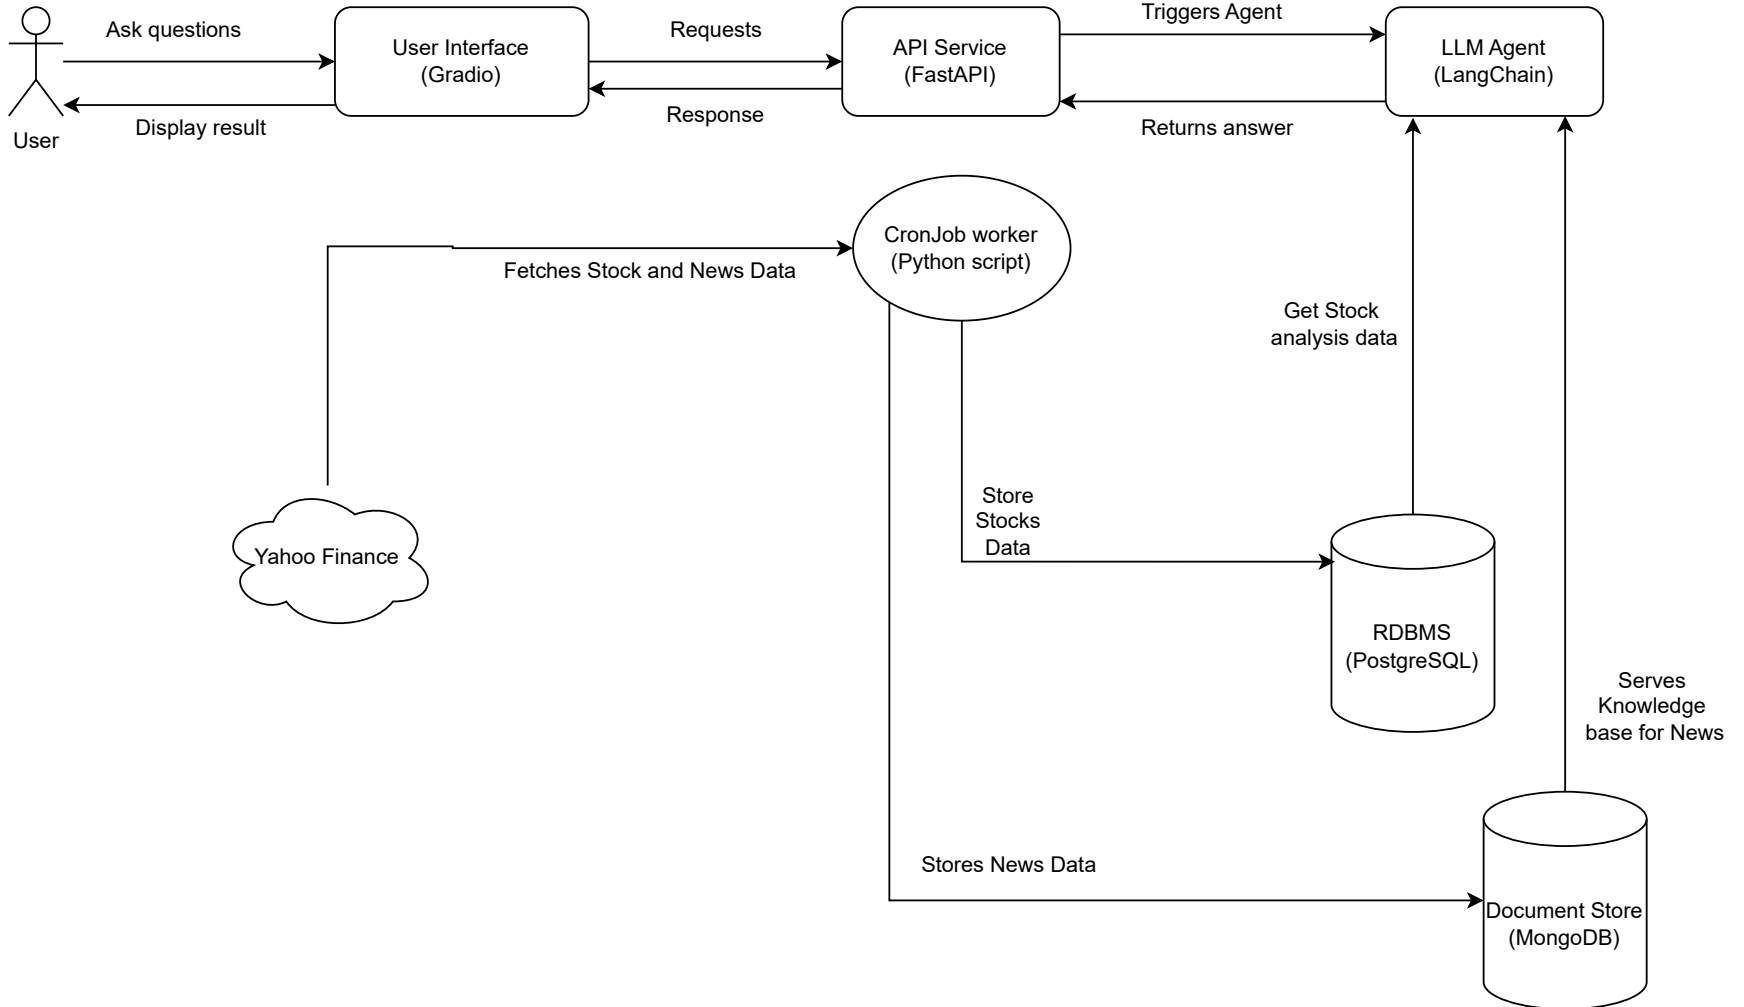 Ask questions
User Interface
(Gradio)
Requests
API Service
(FastAPI)
Triggers Agent
LLM Agent
(LangChain)
Display result
User
Response
Returns answer
CronJob worker
(Python script)
Fetches Stock and News Data
Get Stock
analysis data
Store
Stocks
Data
Yahoo Finance
RDBMS
(PostgreSQL)
Serves
Knowledge
base for News
Stores News Data
Document Store
(MongoDB)